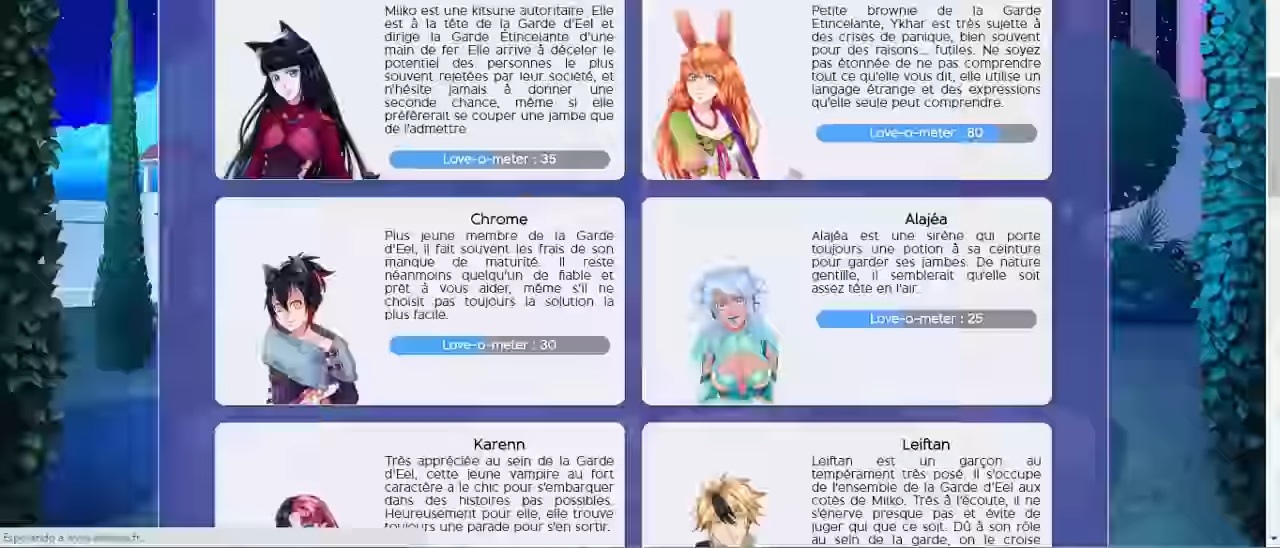 Miiko est une kitsune autoritaire. Elle
est à la tête de la Garde d'Eel et
dirige la Garde Étincelante d'une
main de fer. Elle arrive à déceler le
potentiel des personnes le plus
souvent rejetées par leur société, et
n'hésite jamais à donner une
seconde chance, même si elle
préférerait se couper une jambe que
de l'admettre
Love-o-meter : 35
Petite brownie de la Garde
Etincelante, Ykhar est très sujette à
des crises de panique, bien souvent
pour des raisons... futiles. Ne soyez
pas étonnée de ne pas comprendre
tout ce qu'elle vous dit, elle utilise un
langage étrange et des expressions
qu'elle seule peut comprendre.
Love-o-meter : 80
Chrome
Plus jeune membre de la Garde
d'Eel, il fait souvent les frais de son
manque de maturité. Il reste
néanmoins quelqu'un de fiable et
prêt à vous aider, même s'il ne
choisit pas toujours la solution la
plus facile.
Love-o-meter : 30
Alajéa
Alajéa est une sirène qui porte
toujours une potion à sa ceinture
pour garder ses jambes. De nature
gentille, il semblerait qu'elle soit
assez tête en l'air.
Love-o-meter : 25
Karenn
Très appréciée au sein de la Garde
d'Eel, cette jeune vampire au fort
caractère a le chic pour s'embarquer
dans des histoires pas possibles.
Heureusement pour elle, elle trouve
toujours une parade pour s'en sortir.
Leiftan
Leiftan est un garçon au
tempérament très posé. Il s'occupe
de l'ensemble de la Garde d'Eel aux
cotés de Miiko. Très à l'écoute, il ne
s'énerve presque pas et évite de
juger qui que ce soit. Dû à son rôle
au sein de la garde, on le croise
Esperando a